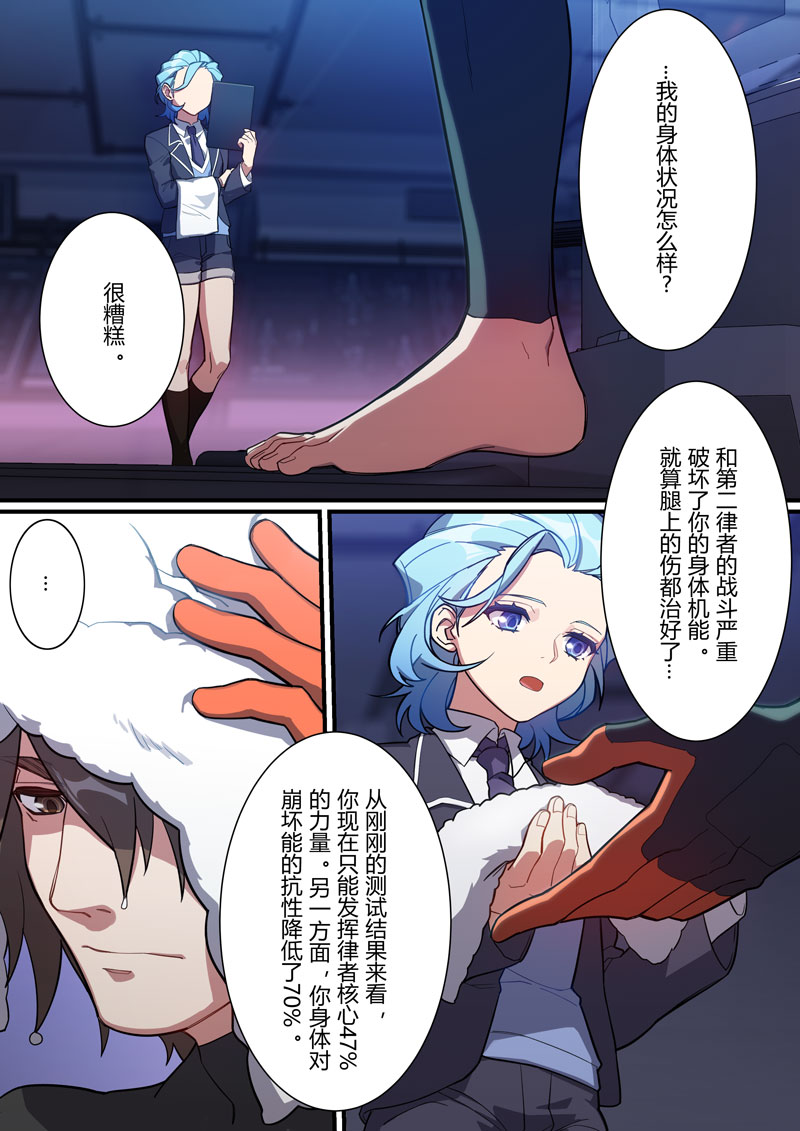 …我的身体状况怎么样？
很糟糕。
和第二律者的战斗严重
破坏了你的身体机能。
就算腿上的伤都治好了…
…
从刚刚的测试结果来看，
你现在只能发挥律者核心47%
的力量。另一方面，你身体对
崩坏能的抗性降低了70%。